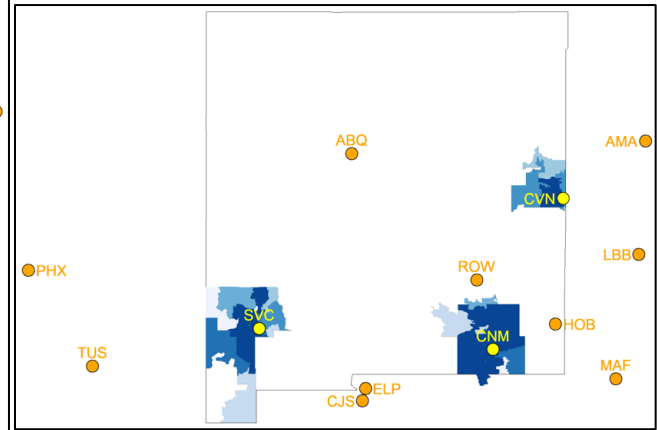 ABQ
AMA
CVN
LBB
PHX
ROW
SVC
HOB
CNM
TUS
MAF
ELP
CJS